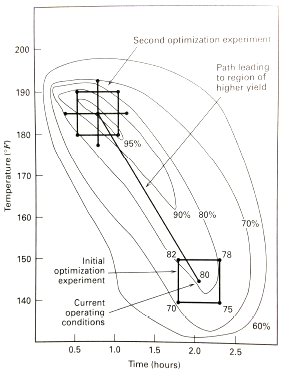 Second optimization experiment
Path leading
to region of
higher yield
200
190
180
170
160
150
140
Temperature (°F)
95%
90%
80%
70%
60%
82
78
80
70
75
Initial
optimization
experiment
Current
operating
conditions
0.5
1.0
1.5
2.0
2.5
Time (hours)